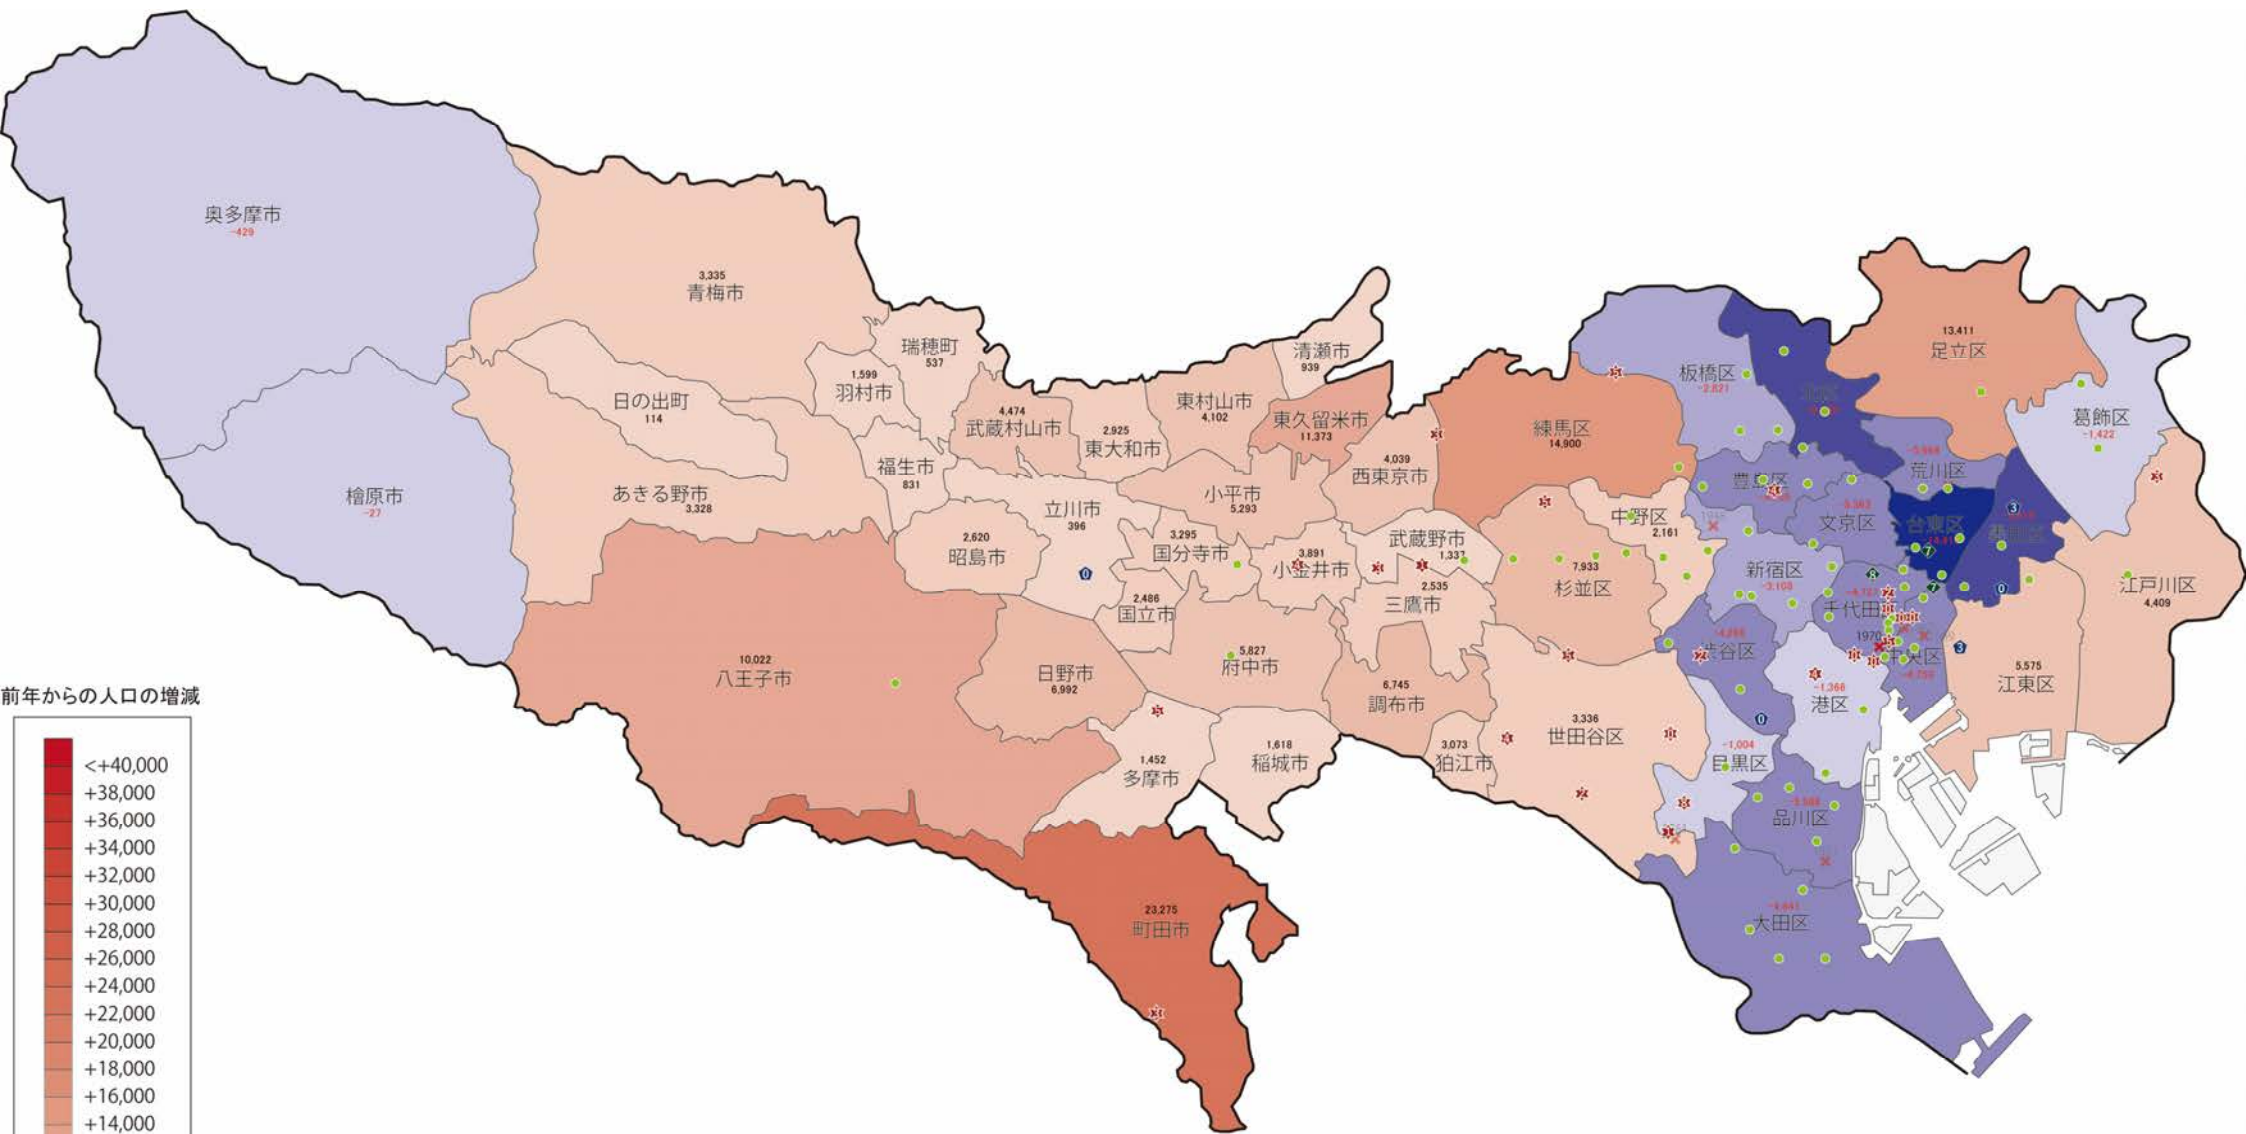 奥多摩市
-429
3,335
青梅市
瑞穂町
537
1,599
羽村市
日の出町
114
4,474
武蔵村山市
2,925
東大和市
東村山市
4,102
清瀬市
939
東久留米市
11,373
練馬区
14,900
板橋区
-2,821
13,411
足立区
葛飾区
-1,422
荒川区
檜原市
-27
あきる野市
3,328
福生市
831
立川市
396
小平市
5,293
4,039
西東京市
豊島区
文京区
台東区
2,620
昭島市
3,295
国分寺市
3,891
小金井市
武蔵野市
1,337
中野区
2,161
7,933
杉並区
新宿区
-3,108
江戸川区
4,409
2,486
国立市
2,535
三鷹市
千代田
1970
渋谷区
中央区
10,022
八王子市
日野市
6,992
5,827
府中市
6,745
調布市
-1,366
港区
5,575
江東区
前年からの人口の増減
1,452
多摩市
1,618
稲城市
3,073
狛江市
3,336
世田谷区
-1,004
目黒区
品川区
大田区
23,275
町田市
<+40,000
+38,000
+36,000
+34,000
+32,000
+30,000
+28,000
+26,000
+24,000
+22,000
+20,000
+18,000
+16,000
+14,000